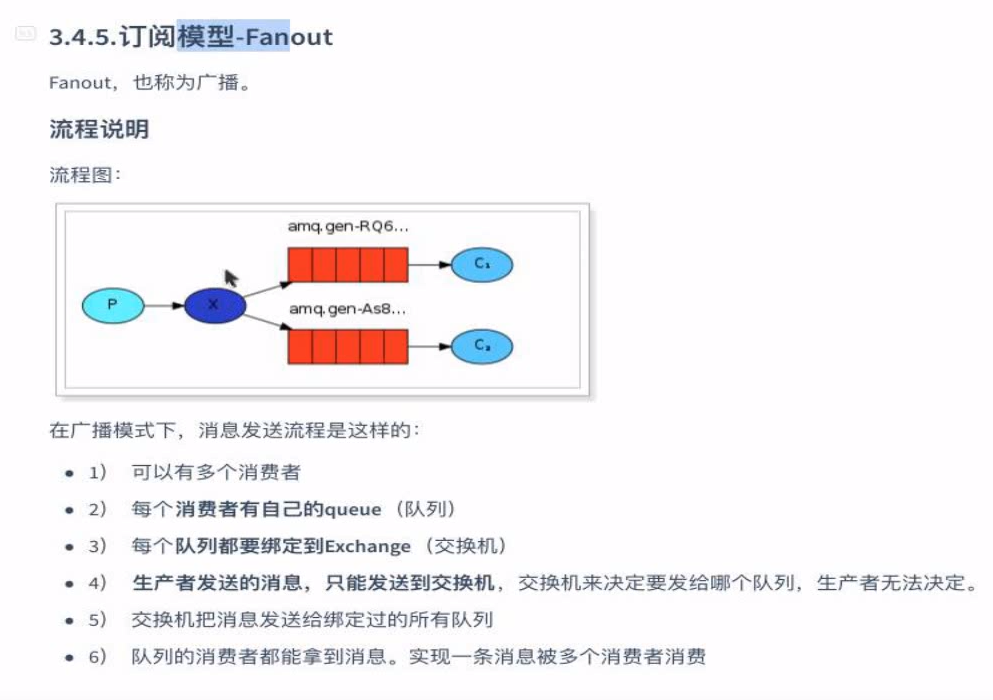 3.4.5.订阅模型-Fanout
Fanout，也称为广播。
流程说明
流程图：
amq.gen-RQ6...
C₁
P
X
amq.gen-As8...
C₂
在广播模式下，消息发送流程是这样的：
• 1） 可以有多个消费者
• 2） 每个消费者有自己的queue（队列）
• 3） 每个队列都要绑定到Exchange（交换机）
• 4） 生产者发送的消息，只能发送到交换机，交换机来决定要发给哪个队列，生产者无法决定。
• 5） 交换机把消息发送给绑定过的所有队列
• 6） 队列的消费者都能拿到消息。实现一条消息被多个消费者消费